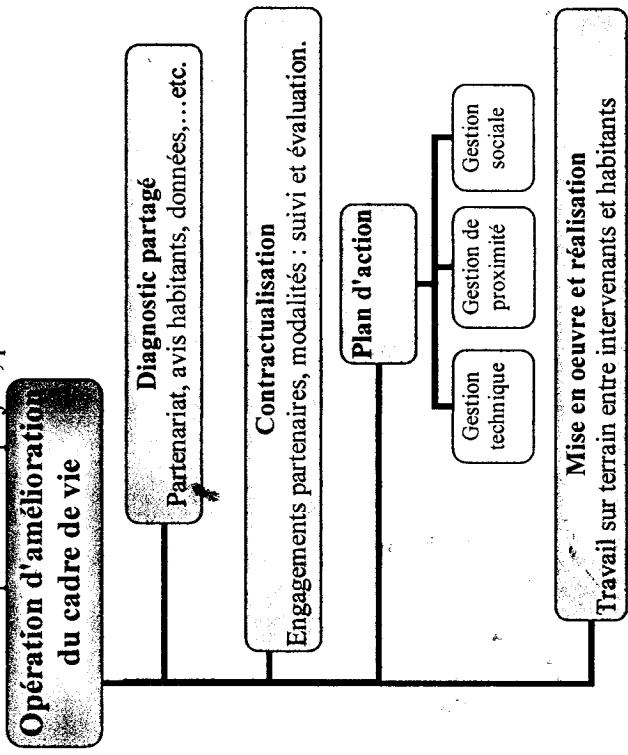 Opération d'amélioration
du cadre de vie
Diagnostic partagé
Partenariat, avis habitants, données,...etc.
Contractualisation
Engagements partenaires, modalités : suivi et évaluation.
Plan d'action
Gestion
technique
Gestion de
proximité
Gestion
sociale
Mise en oeuvre et réalisation
Travail sur terrain entre intervenants et habitants